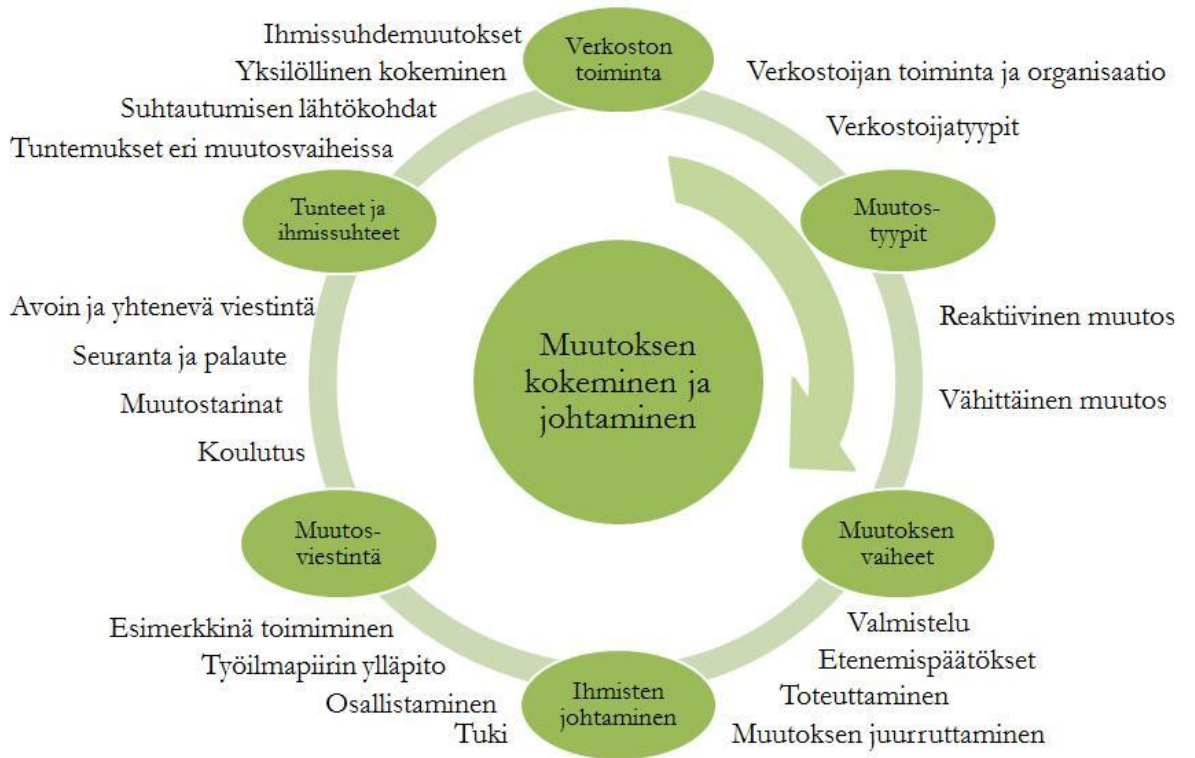 Verkoston
toiminta
Verkostoijan toiminta ja organisaatio
Verkostoijatyypit
Muutos-
tyypit
Reaktiivinen muutos
Vähittäinen muutos
Muutoksen
vaiheet
Valmistelu
Etenemispäätökset
Toteuttaminen
Muutoksen juurruttaminen
Ihmisten
johtaminen
Esimerkkinä toimiminen
Työilmapiirin ylläpito
Osallistaminen
Tuki
Muutos-
viestintä
Avoin ja yhtenevä viestintä
Seuranta ja palaute
Muutostarinat
Koulutus
Tunteet ja
ihmissuhteet
Ihmissuhdemuutokset
Yksilöllinen kokeminen
Suhtautumisen lähtökohdat
Tuntemukset eri muutosvaiheissa
Muutoksen
kokeminen ja
johtaminen